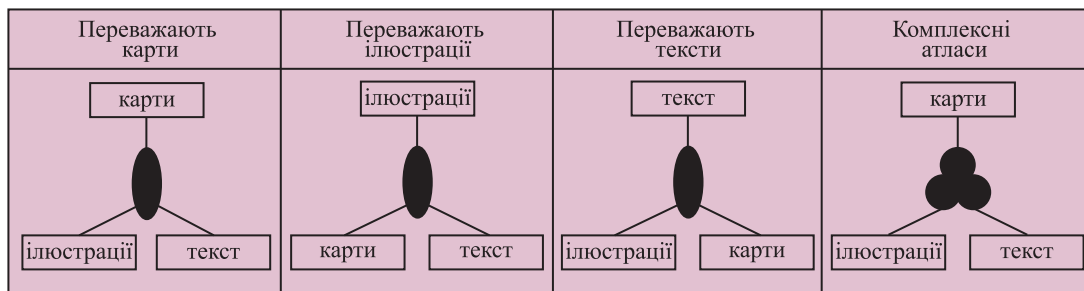 Переважають
карти
Переважають
ілюстрації
Переважають
тексти
Комплексні
атласи
карти
ілюстрації
текст
карти
ілюстрації
текст
карти
текст
ілюстрації
карти
ілюстрації
текст